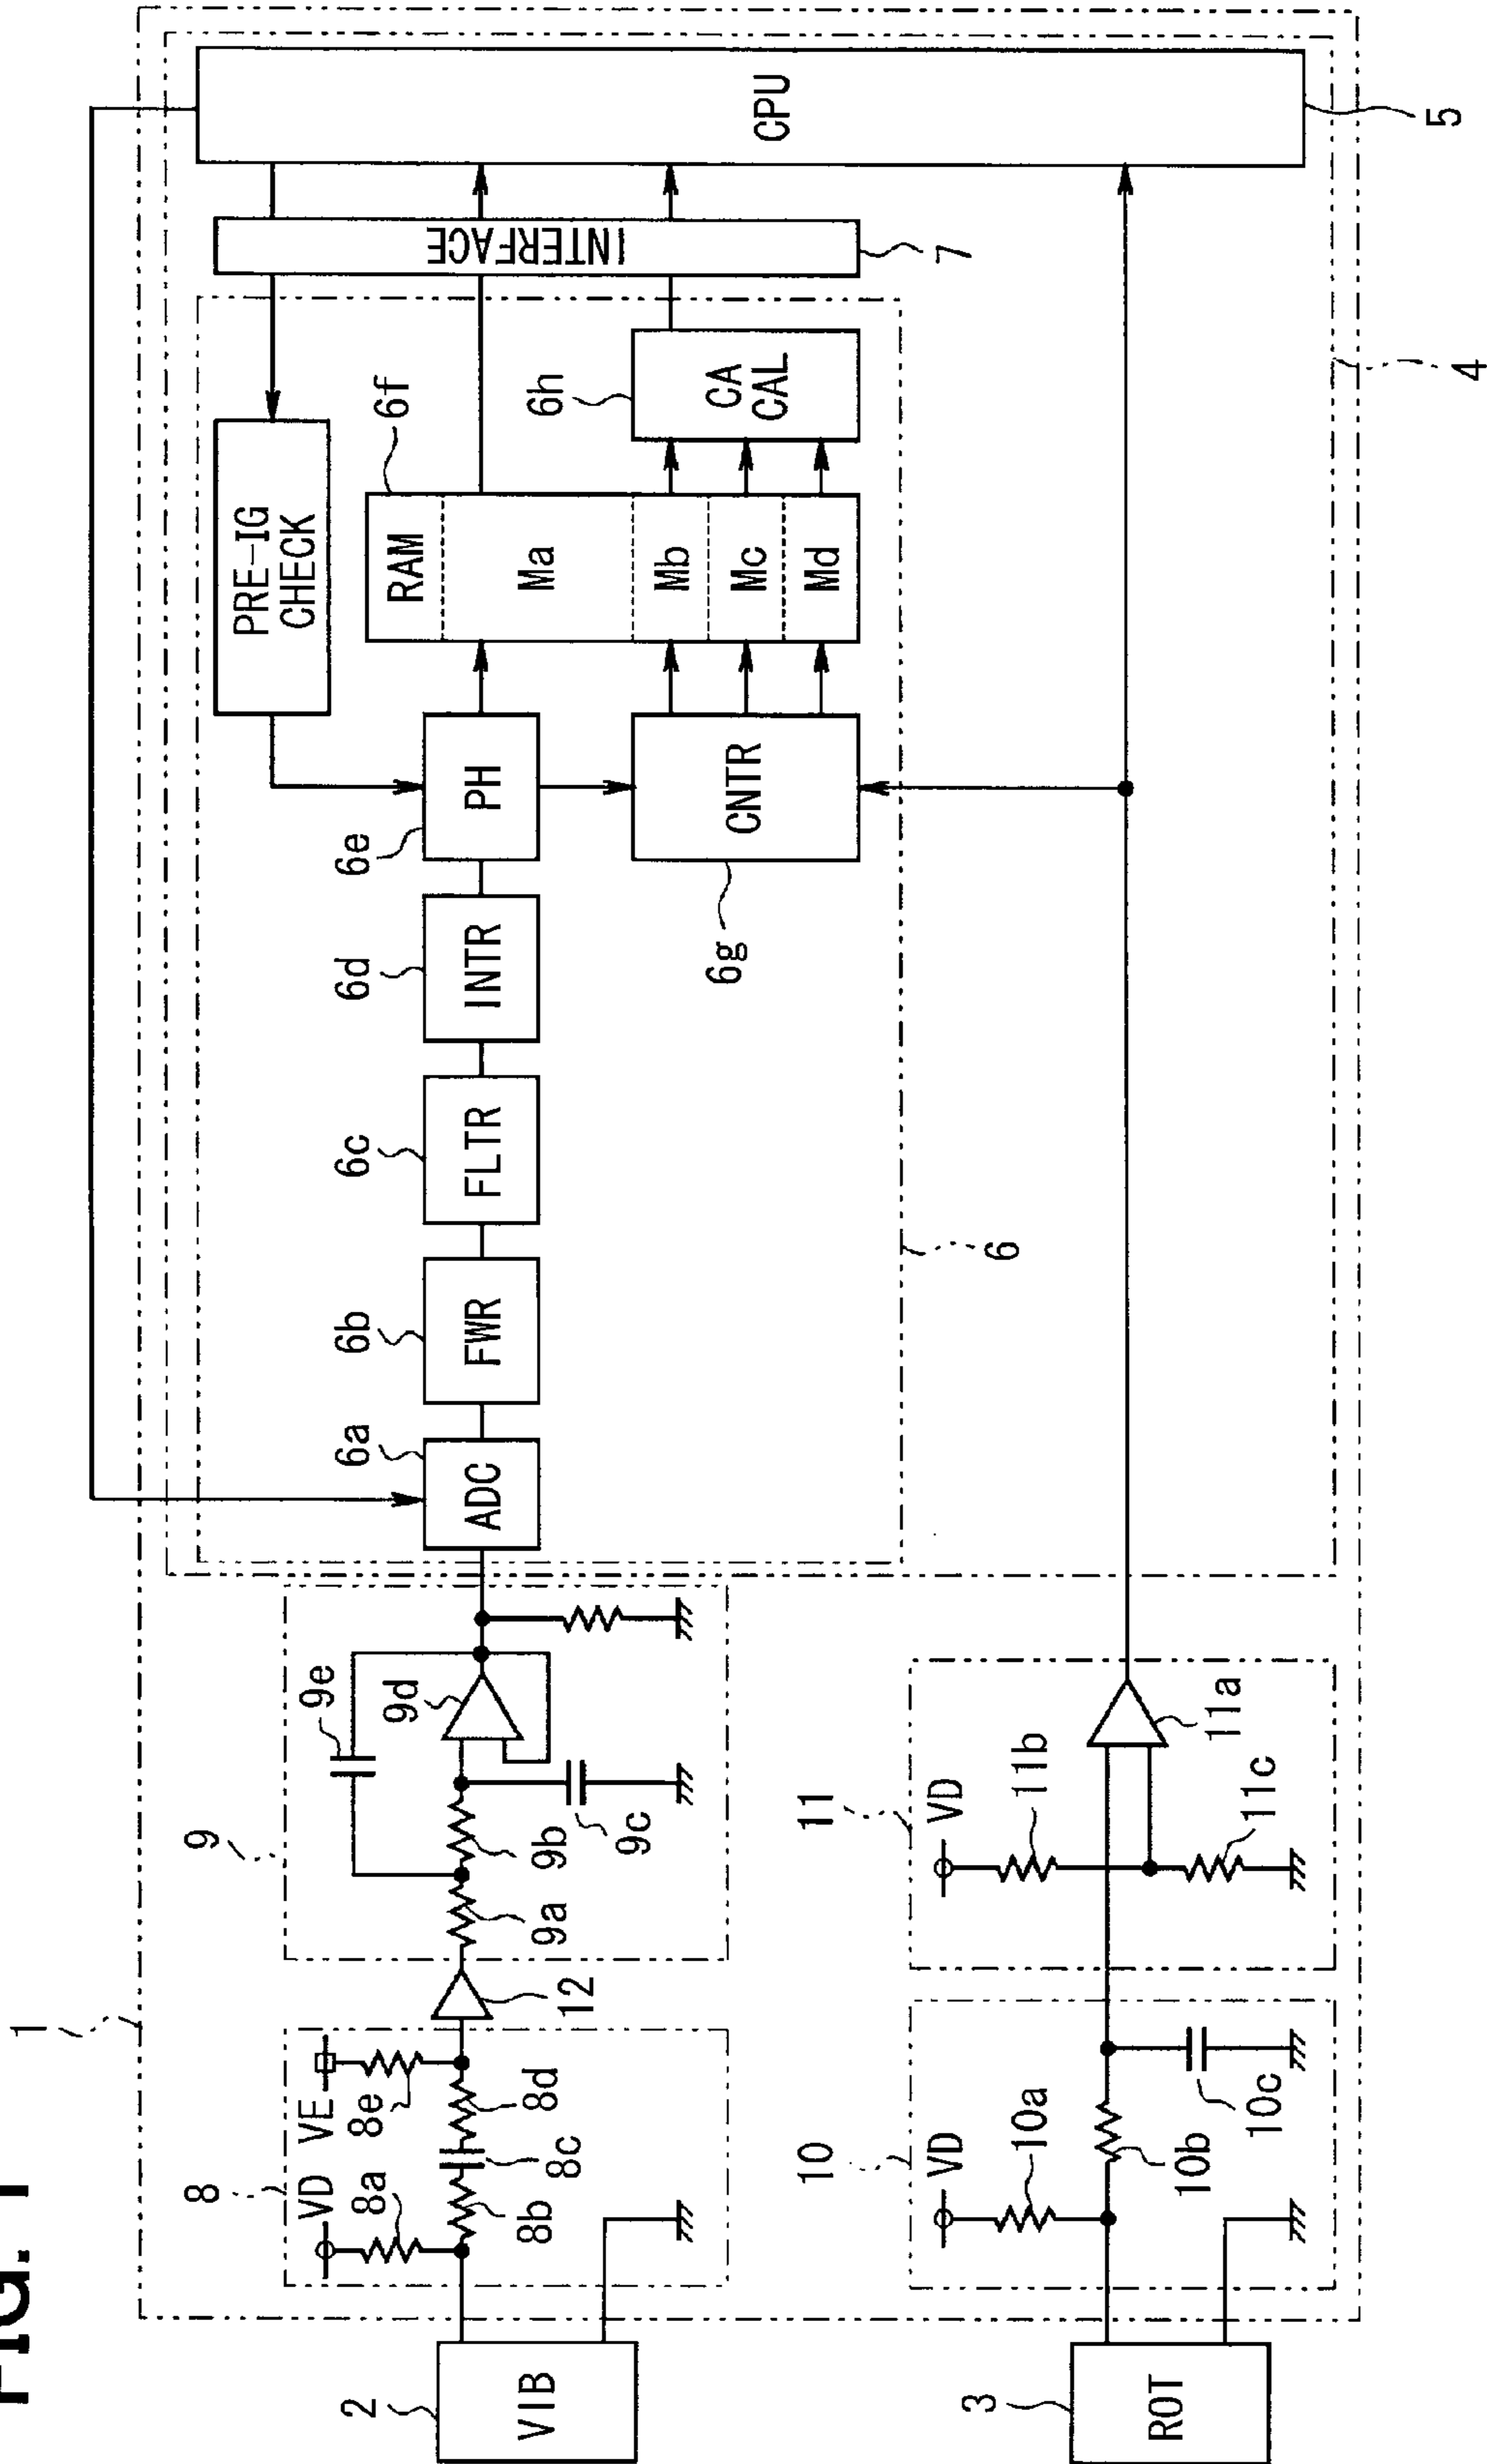 FIG. 1
1
8
VD
VE
8a
8b
8c
8d
8e
2
VIB
12
9
9a
9b
9c
9d
9e
6a
ADC
6b
FWR
6c
FLTR
6d
INTR
6e
PH
PRE-IG
CHECK
6f
RAM
Ma
Mb
Mc
Md
6g
CNTR
6h
CA
CAL
INTERFACE
7
CPU
5
6
4
3
ROT
10
VD
10a
10b
10c
11
VD
11b
11c
11a